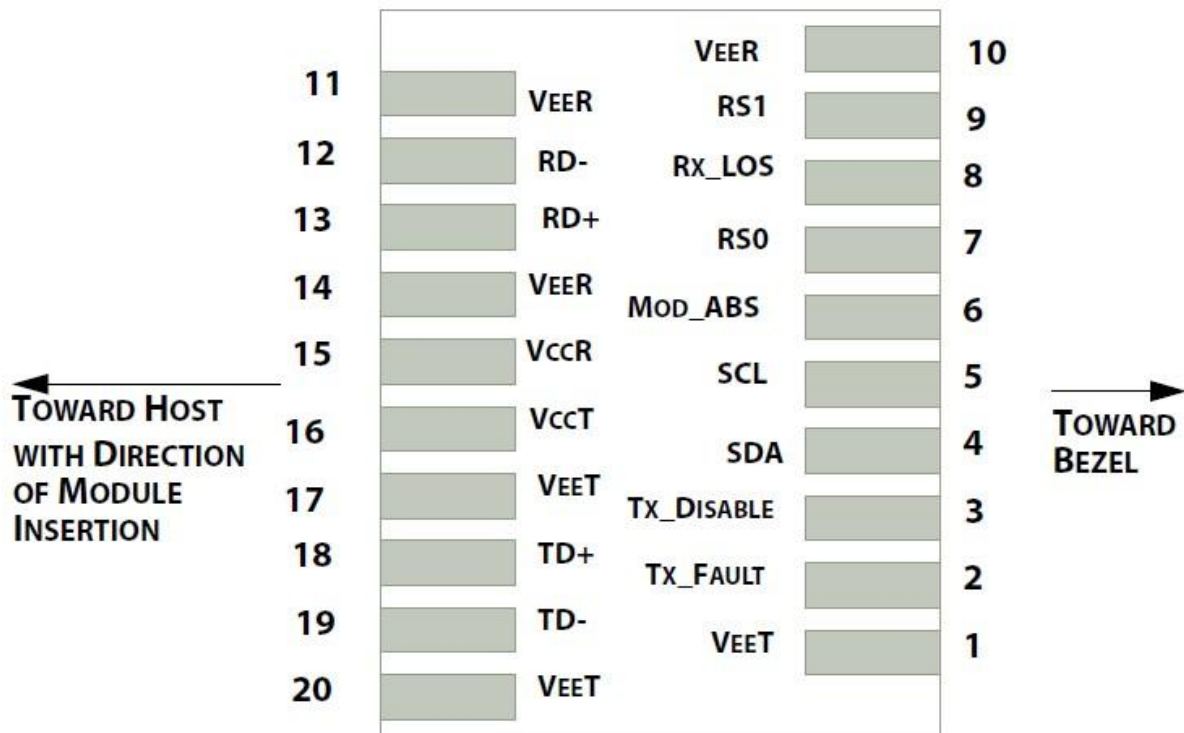 11 VEER
12 RD-
13 RD+
14 VEER
15 VCCR
16 VCCT
17 VEET
18 TD+
19 TD-
20 VEET
VEER 10
RS1 9
RX_LOS 8
RS0 7
MOD_ABS 6
SCL 5
SDA 4
TX_DISABLE 3
TX_FAULT 2
VEET 1
TOWARD HOST
WITH DIRECTION
OF MODULE
INSERTION
TOWARD
BEZEL